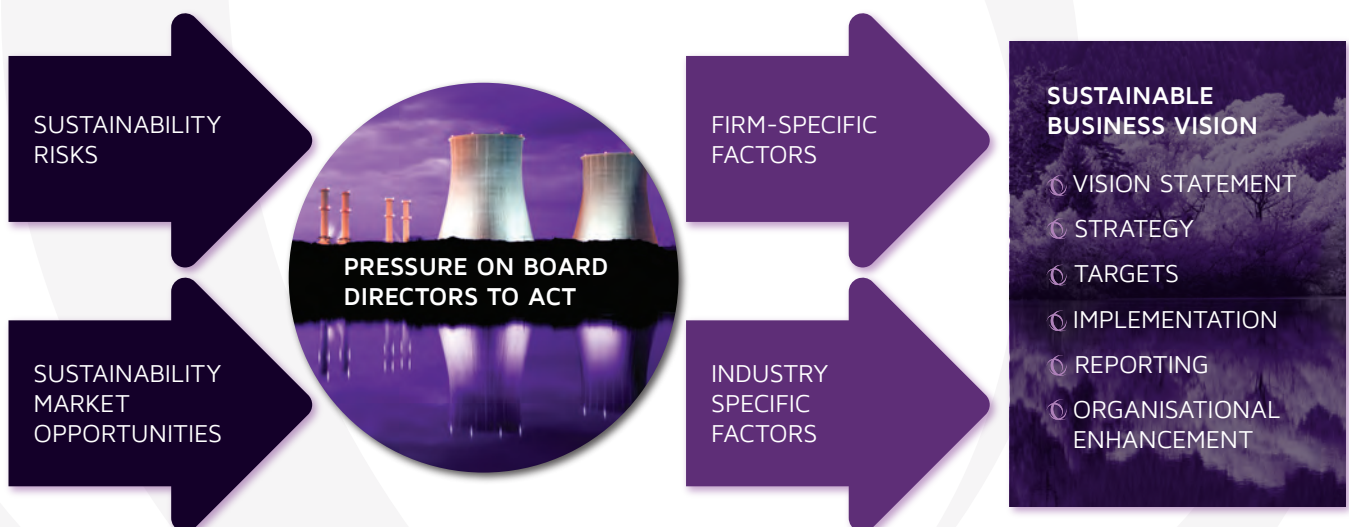 SUSTAINABILITY
RISKS
SUSTAINABILITY
MARKET
OPPORTUNITIES
PRESSURE ON BOARD
DIRECTORS TO ACT
FIRM-SPECIFIC
FACTORS
INDUSTRY
SPECIFIC
FACTORS
SUSTAINABLE
BUSINESS VISION
VISION STATEMENT
STRATEGY
TARGETS
IMPLEMENTATION
REPORTING
ORGANISATIONAL
ENHANCEMENT